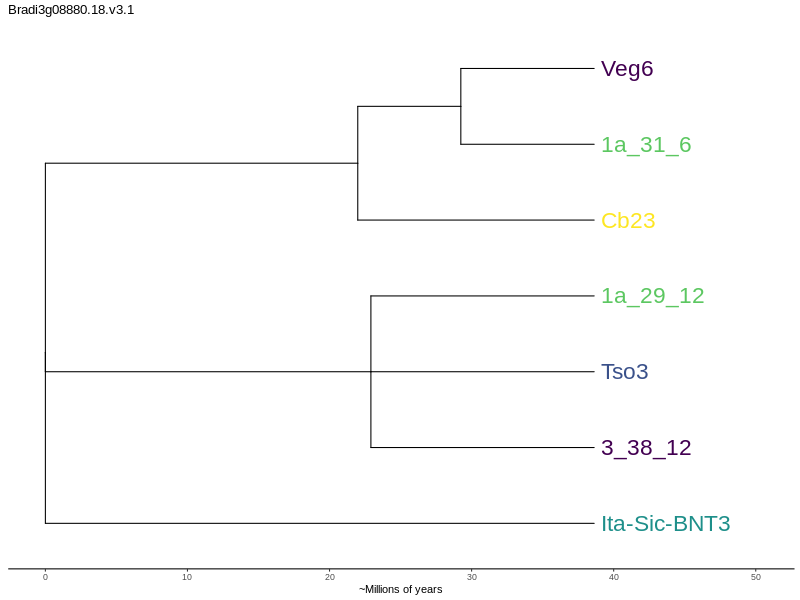 Bradi3g08880.18.v3.1
Veg6
1a_31_6
Cb23
1a_29_12
Tso3
3_38_12
Ita-Sic-BNT3
0 10 20 30 40 50
~Millions of years